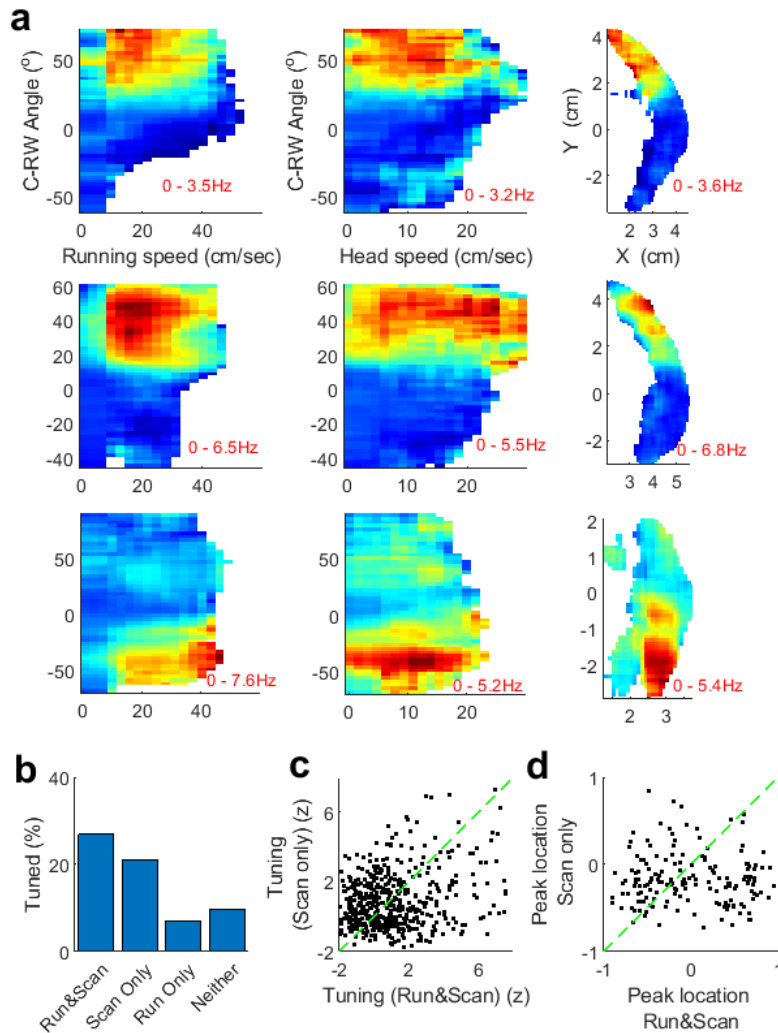 a
C-RW Angle (°)
50
0
-50
0 - 3.5Hz
0 20 40
Running speed (cm/sec)
C-RW Angle (°)
50
0
-50
0 - 3.2Hz
0 10 20 30
Head speed (cm/sec)
Y (cm)
4
2
0
-2
0 - 3.6Hz
2 3 4
X (cm)
60
40
20
0
-20
-40
0 - 6.5Hz
0 20 40
60
40
20
0
-20
-40
0 - 5.5Hz
0 10 20 30
4
2
0
-2
0 - 6.8Hz
3 4 5
50
0
-50
0 - 7.6Hz
0 20 40
50
0
-50
0 - 5.2Hz
0 10 20
2
1
0
-1
-2
0 - 5.4Hz
2 3
b
Tuned (%)
40
20
0
Run&Scan
Scan Only
Run Only
Neither
c
Tuning
(Scan only) (z)
6
2
-2
-2 2 6
Tuning (Run&Scan) (z)
d
Peak location
Scan only
1
0
-1
-1 0 1
Peak location
Run&Scan